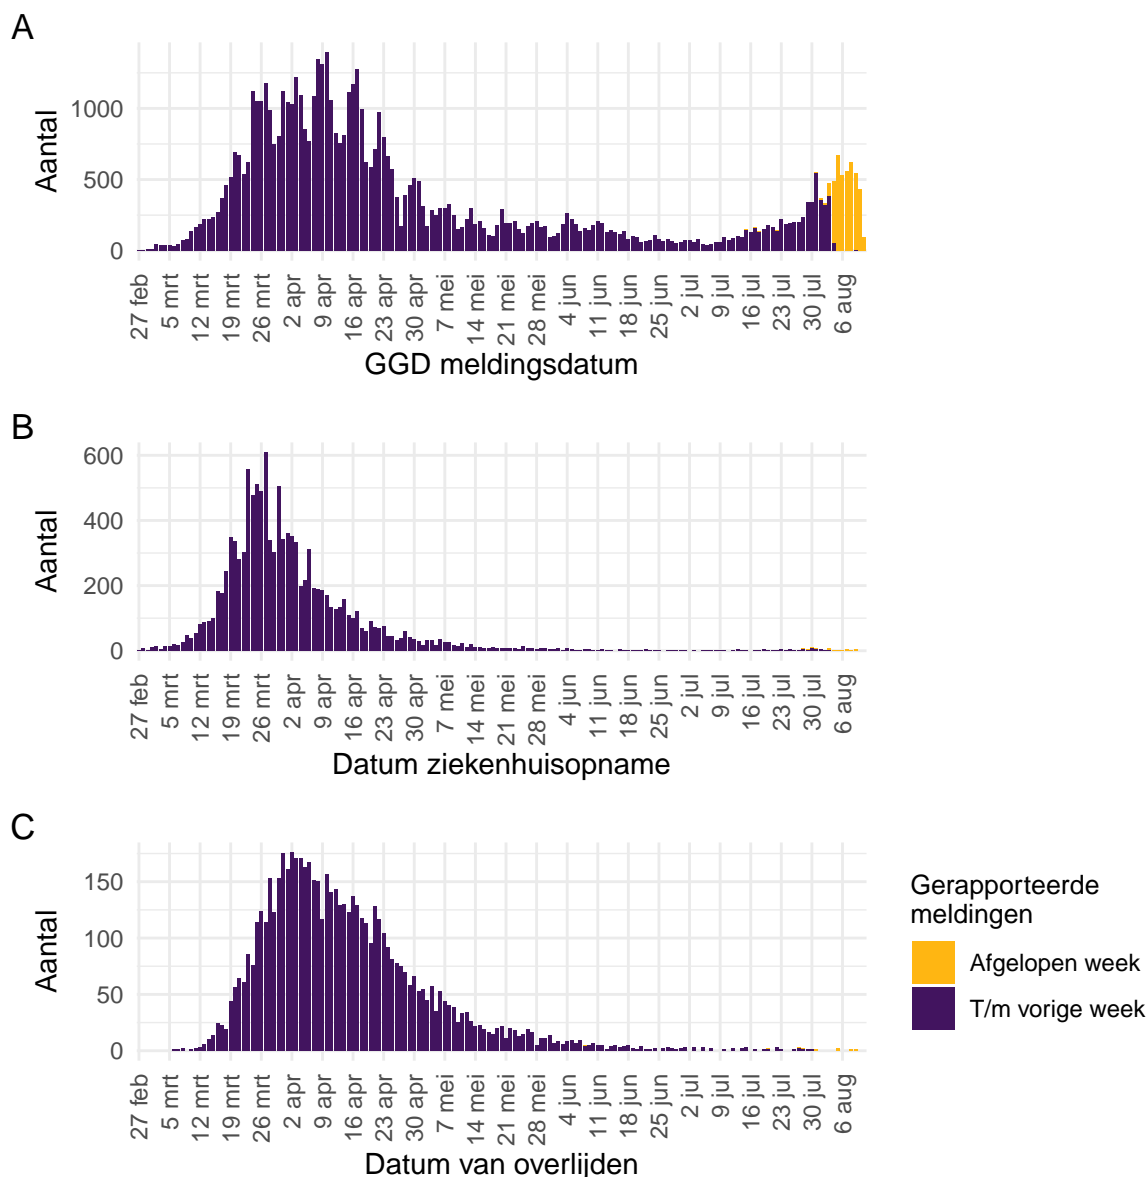 A
Aantal
1000
500
0
27 feb
5 mrt
12 mrt
19 mrt
26 mrt
2 apr
9 apr
16 apr
23 apr
30 apr
7 mei
14 mei
21 mei
28 mei
4 jun
11 jun
18 jun
25 jun
2 jul
9 jul
16 jul
23 jul
30 jul
6 aug
GGD meldingsdatum
B
Aantal
600
400
200
0
27 feb
5 mrt
12 mrt
19 mrt
26 mrt
2 apr
9 apr
16 apr
23 apr
30 apr
7 mei
14 mei
21 mei
28 mei
4 jun
11 jun
18 jun
25 jun
2 jul
9 jul
16 jul
23 jul
30 jul
6 aug
Datum ziekenhuisopname
C
Aantal
150
100
50
0
27 feb
5 mrt
12 mrt
19 mrt
26 mrt
2 apr
9 apr
16 apr
23 apr
30 apr
7 mei
14 mei
21 mei
28 mei
4 jun
11 jun
18 jun
25 jun
2 jul
9 jul
16 jul
23 jul
30 jul
6 aug
Datum van overlijden
Gerapporteerde
meldingen
Afgelopen week
T/m vorige week